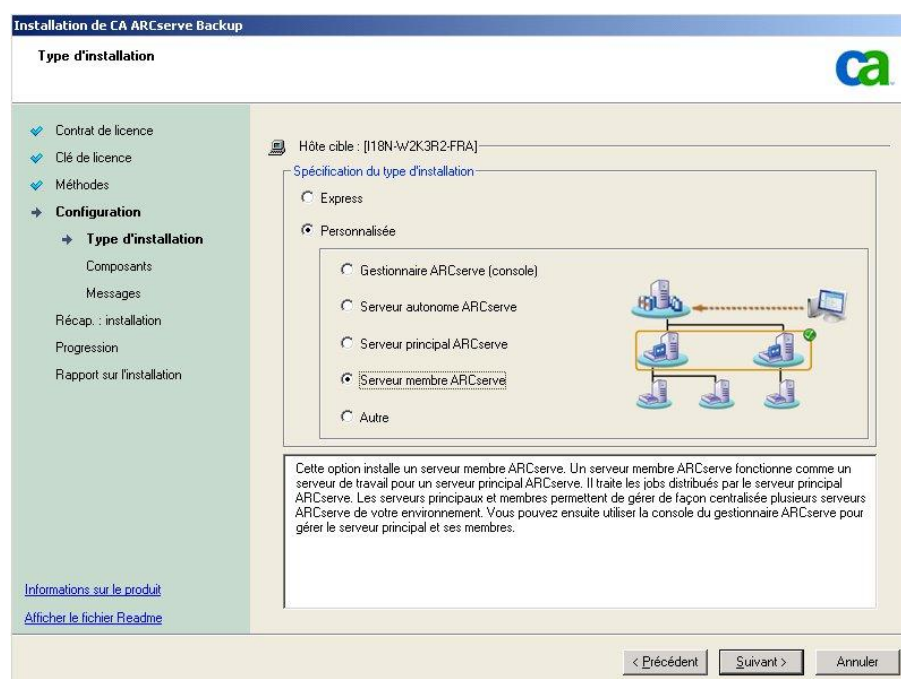 Installation de CA ARCserve Backup
Type d'installation
ca
Contrat de licence
Clé de licence
Méthodes
Configuration
Type d'installation
Composants
Messages
Récap. : installation
Progression
Rapport sur l'installation
Informations sur le produit
Afficher le fichier Readme
Hôte cible : [I18N-W2K3R2-FRA]
Spécification du type d'installation
Express
Personnalisée
Gestionnaire ARCserve (console)
Serveur autonome ARCserve
Serveur principal ARCserve
Serveur membre ARCserve
Autre
Cette option installe un serveur membre ARCserve. Un serveur membre ARCserve fonctionne comme un
serveur de travail pour un serveur principal ARCserve. Il traite les jobs distribués par le serveur principal
ARCserve. Les serveurs principaux et membres permettent de gérer de façon centralisée plusieurs serveurs
ARCserve de votre environnement. Vous pouvez ensuite utiliser la console du gestionnaire ARCserve pour
gérer le serveur principal et ses membres.
< Précédent
Suivant >
Annuler